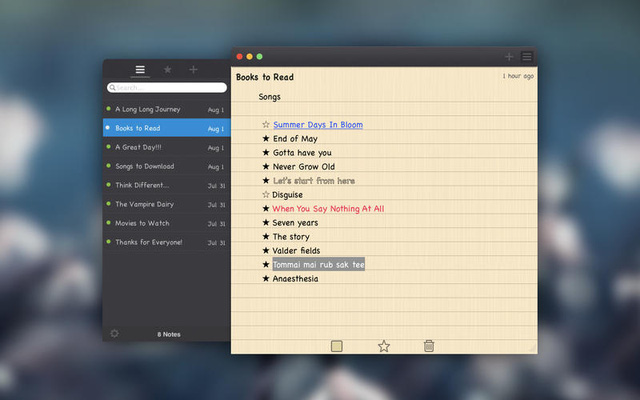 Search...
A Long Long Journey Aug 1
Books to Read Aug 1
A Great Day!!! Aug 1
Songs to Download Aug 1
Think Different... Jul 31
The Vampire Dairy Jul 31
Movies to Watch Jul 31
Thanks for Everyone! Jul 31
8 Notes
Books to Read 1 hour ago
Songs
☆ Summer Days In Bloom
★ End of May
★ Gotta have you
★ Never Grow Old
★ Let's start from here
☆ Disguise
★ When You Say Nothing At All
★ Seven years
★ The story
★ Valder fields
★ Tommai mai rub sak tee
★ Anaesthesia